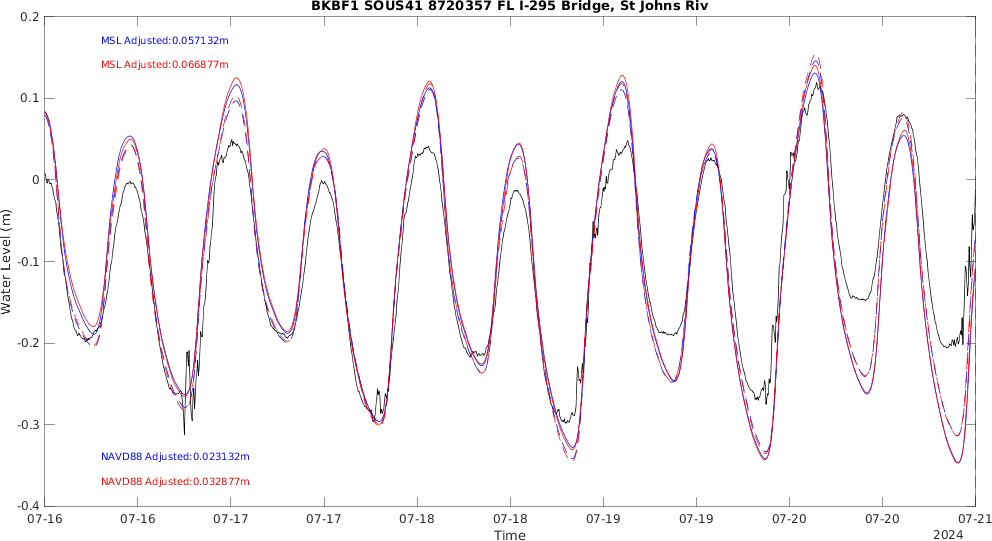 BKBF1 SOUS41 8720357 FL I-295 Bridge, St Johns Riv
0.2
MSL Adjusted:0.057132m
MSL Adjusted:0.066877m
0.1
0
-0.1
-0.2
-0.3
-0.4
Water Level (m)
NAVD88 Adjusted:0.023132m
NAVD88 Adjusted:0.032877m
07-16 07-16 07-17 07-17 07-18 07-18 07-19 07-19 07-20 07-20 07-21
Time
2024